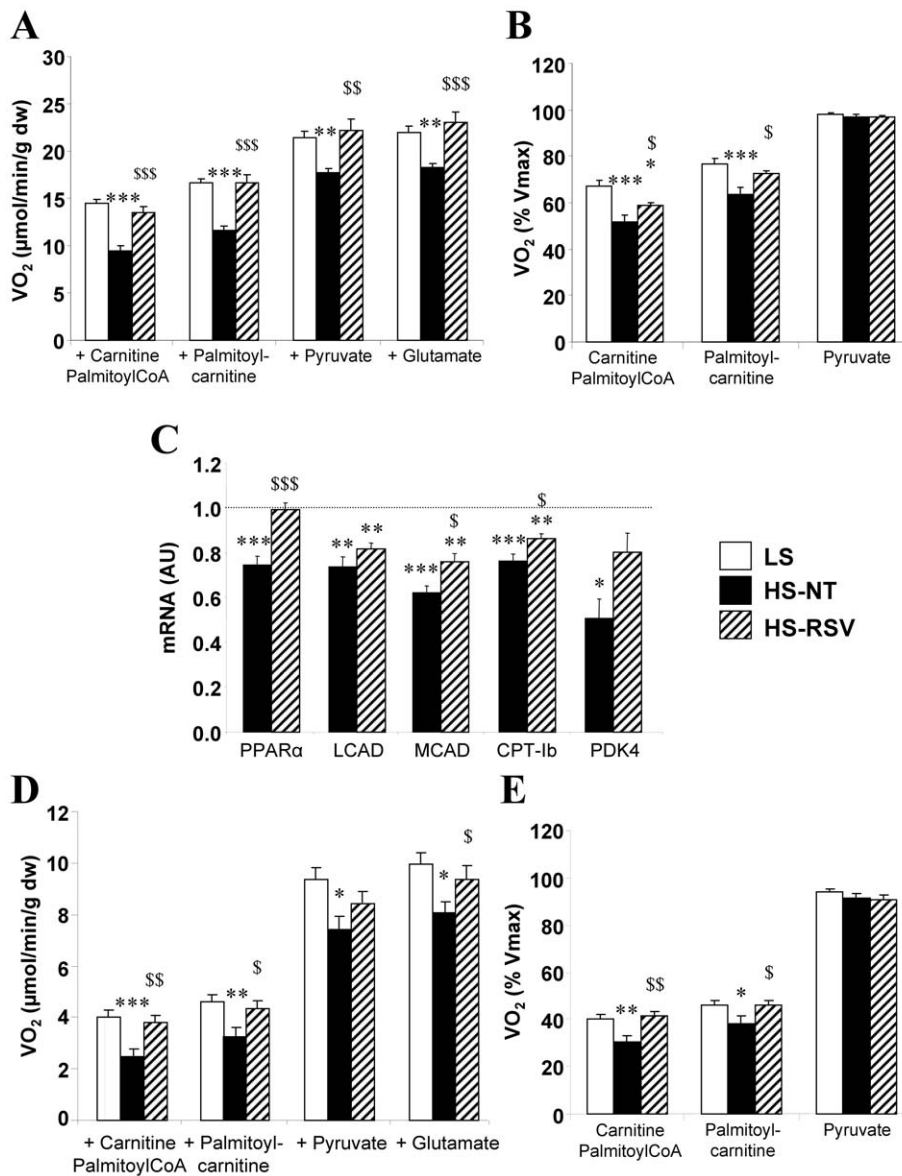 A
VO₂ (µmol/min/g dw)
30
25
20
15
10
5
0
*** $$$
*** $$$
** $$
** $$$
+ Carnitine
PalmitoylCoA
+ Palmitoyl-
carnitine
+ Pyruvate
+ Glutamate
B
VO₂ (% Vmax)
120
100
80
60
40
20
0
*** $ *
*** $
Carnitine
PalmitoylCoA
Palmitoyl-
carnitine
Pyruvate
C
mRNA (AU)
1.2
1.0
0.8
0.6
0.4
0.2
0.0
*** $$$
** **
*** $ **
*** $ **
*
PPARα
LCAD
MCAD
CPT-Ib
PDK4
LS
HS-NT
HS-RSV
D
VO₂ (µmol/min/g dw)
12
10
8
6
4
2
0
*** $$
** $
*
* $
+ Carnitine
PalmitoylCoA
+ Palmitoyl-
carnitine
+ Pyruvate
+ Glutamate
E
VO₂ (% Vmax)
120
100
80
60
40
20
0
** $$
* $
Carnitine
PalmitoylCoA
Palmitoyl-
carnitine
Pyruvate